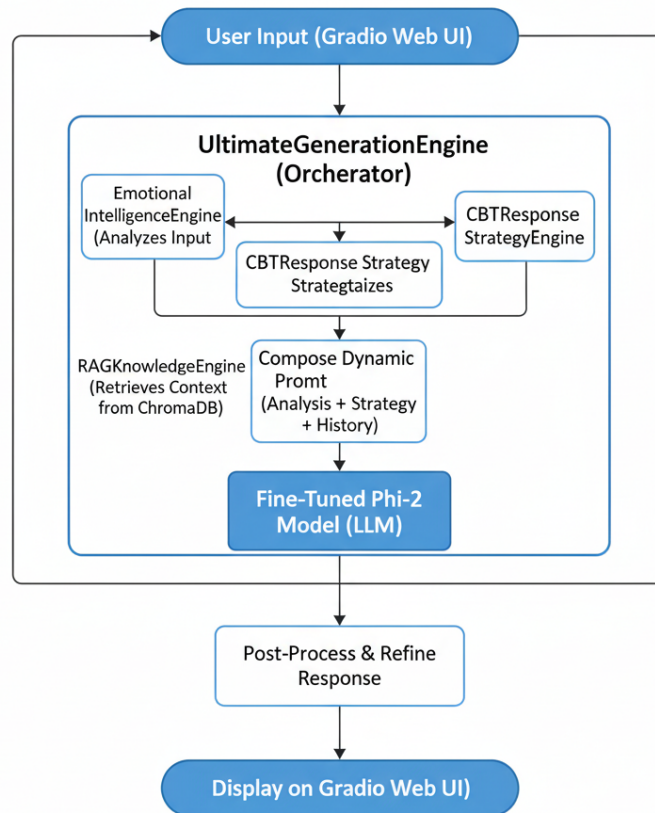 User Input (Gradio Web UI)
UltimateGenerationEngine
(Orcherator)
Emotional
IntelligenceEngine
(Analyzes Input
CBTResponse
StrategyEngine
CBTResponse Strategy
Strategtaizes
RAGKnowledgeEngine
(Retrieves Context
from ChromaDB)
Compose Dynamic
Promt
(Analysis + Strategy
+ History)
Fine-Tuned Phi-2
Model (LLM)
Post-Process & Refine
Response
Display on Gradio Web UI)